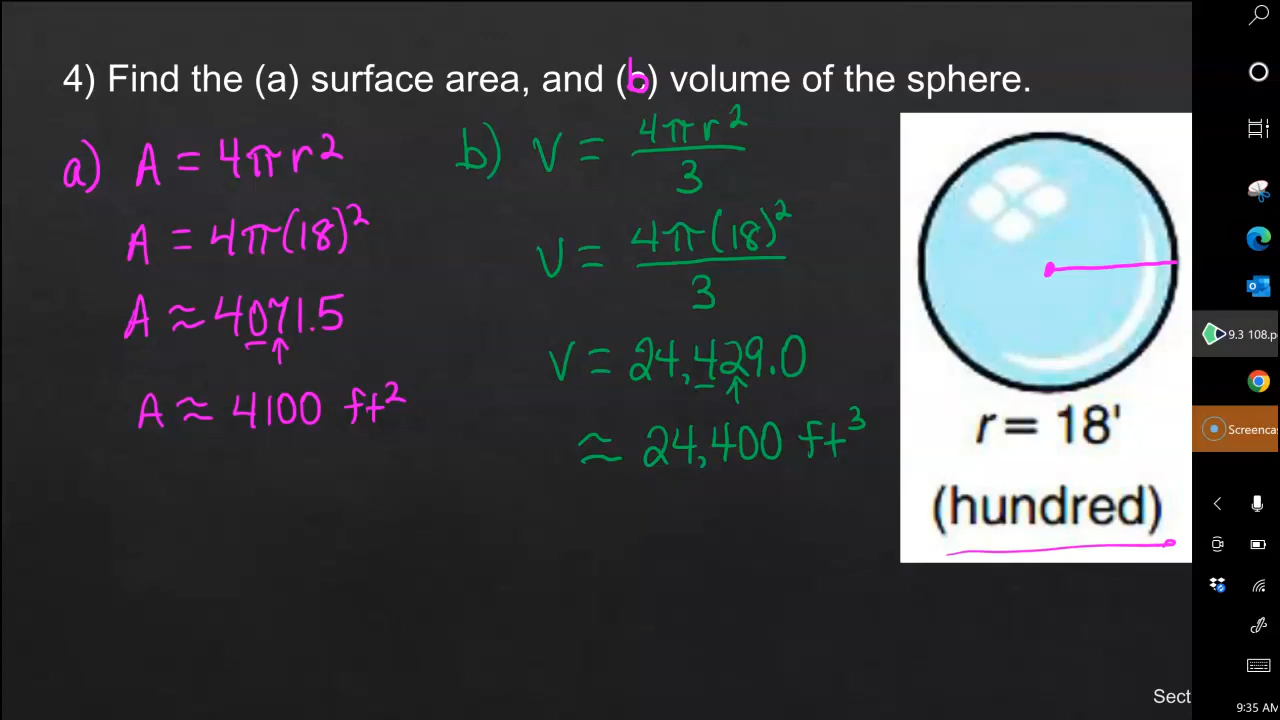 4) Find the (a) surface area, and (b) volume of the sphere.
a) A = 4πr²
A = 4π(18)²
A ≈ 4071.5
A ≈ 4100 ft²
b) V = 4πr² / 3
V = 4π(18)² / 3
V = 24,429.0
≈ 24,400 ft³
r = 18'
(hundred)
9.3 108.p
Screenca
Sect
9:35 AM